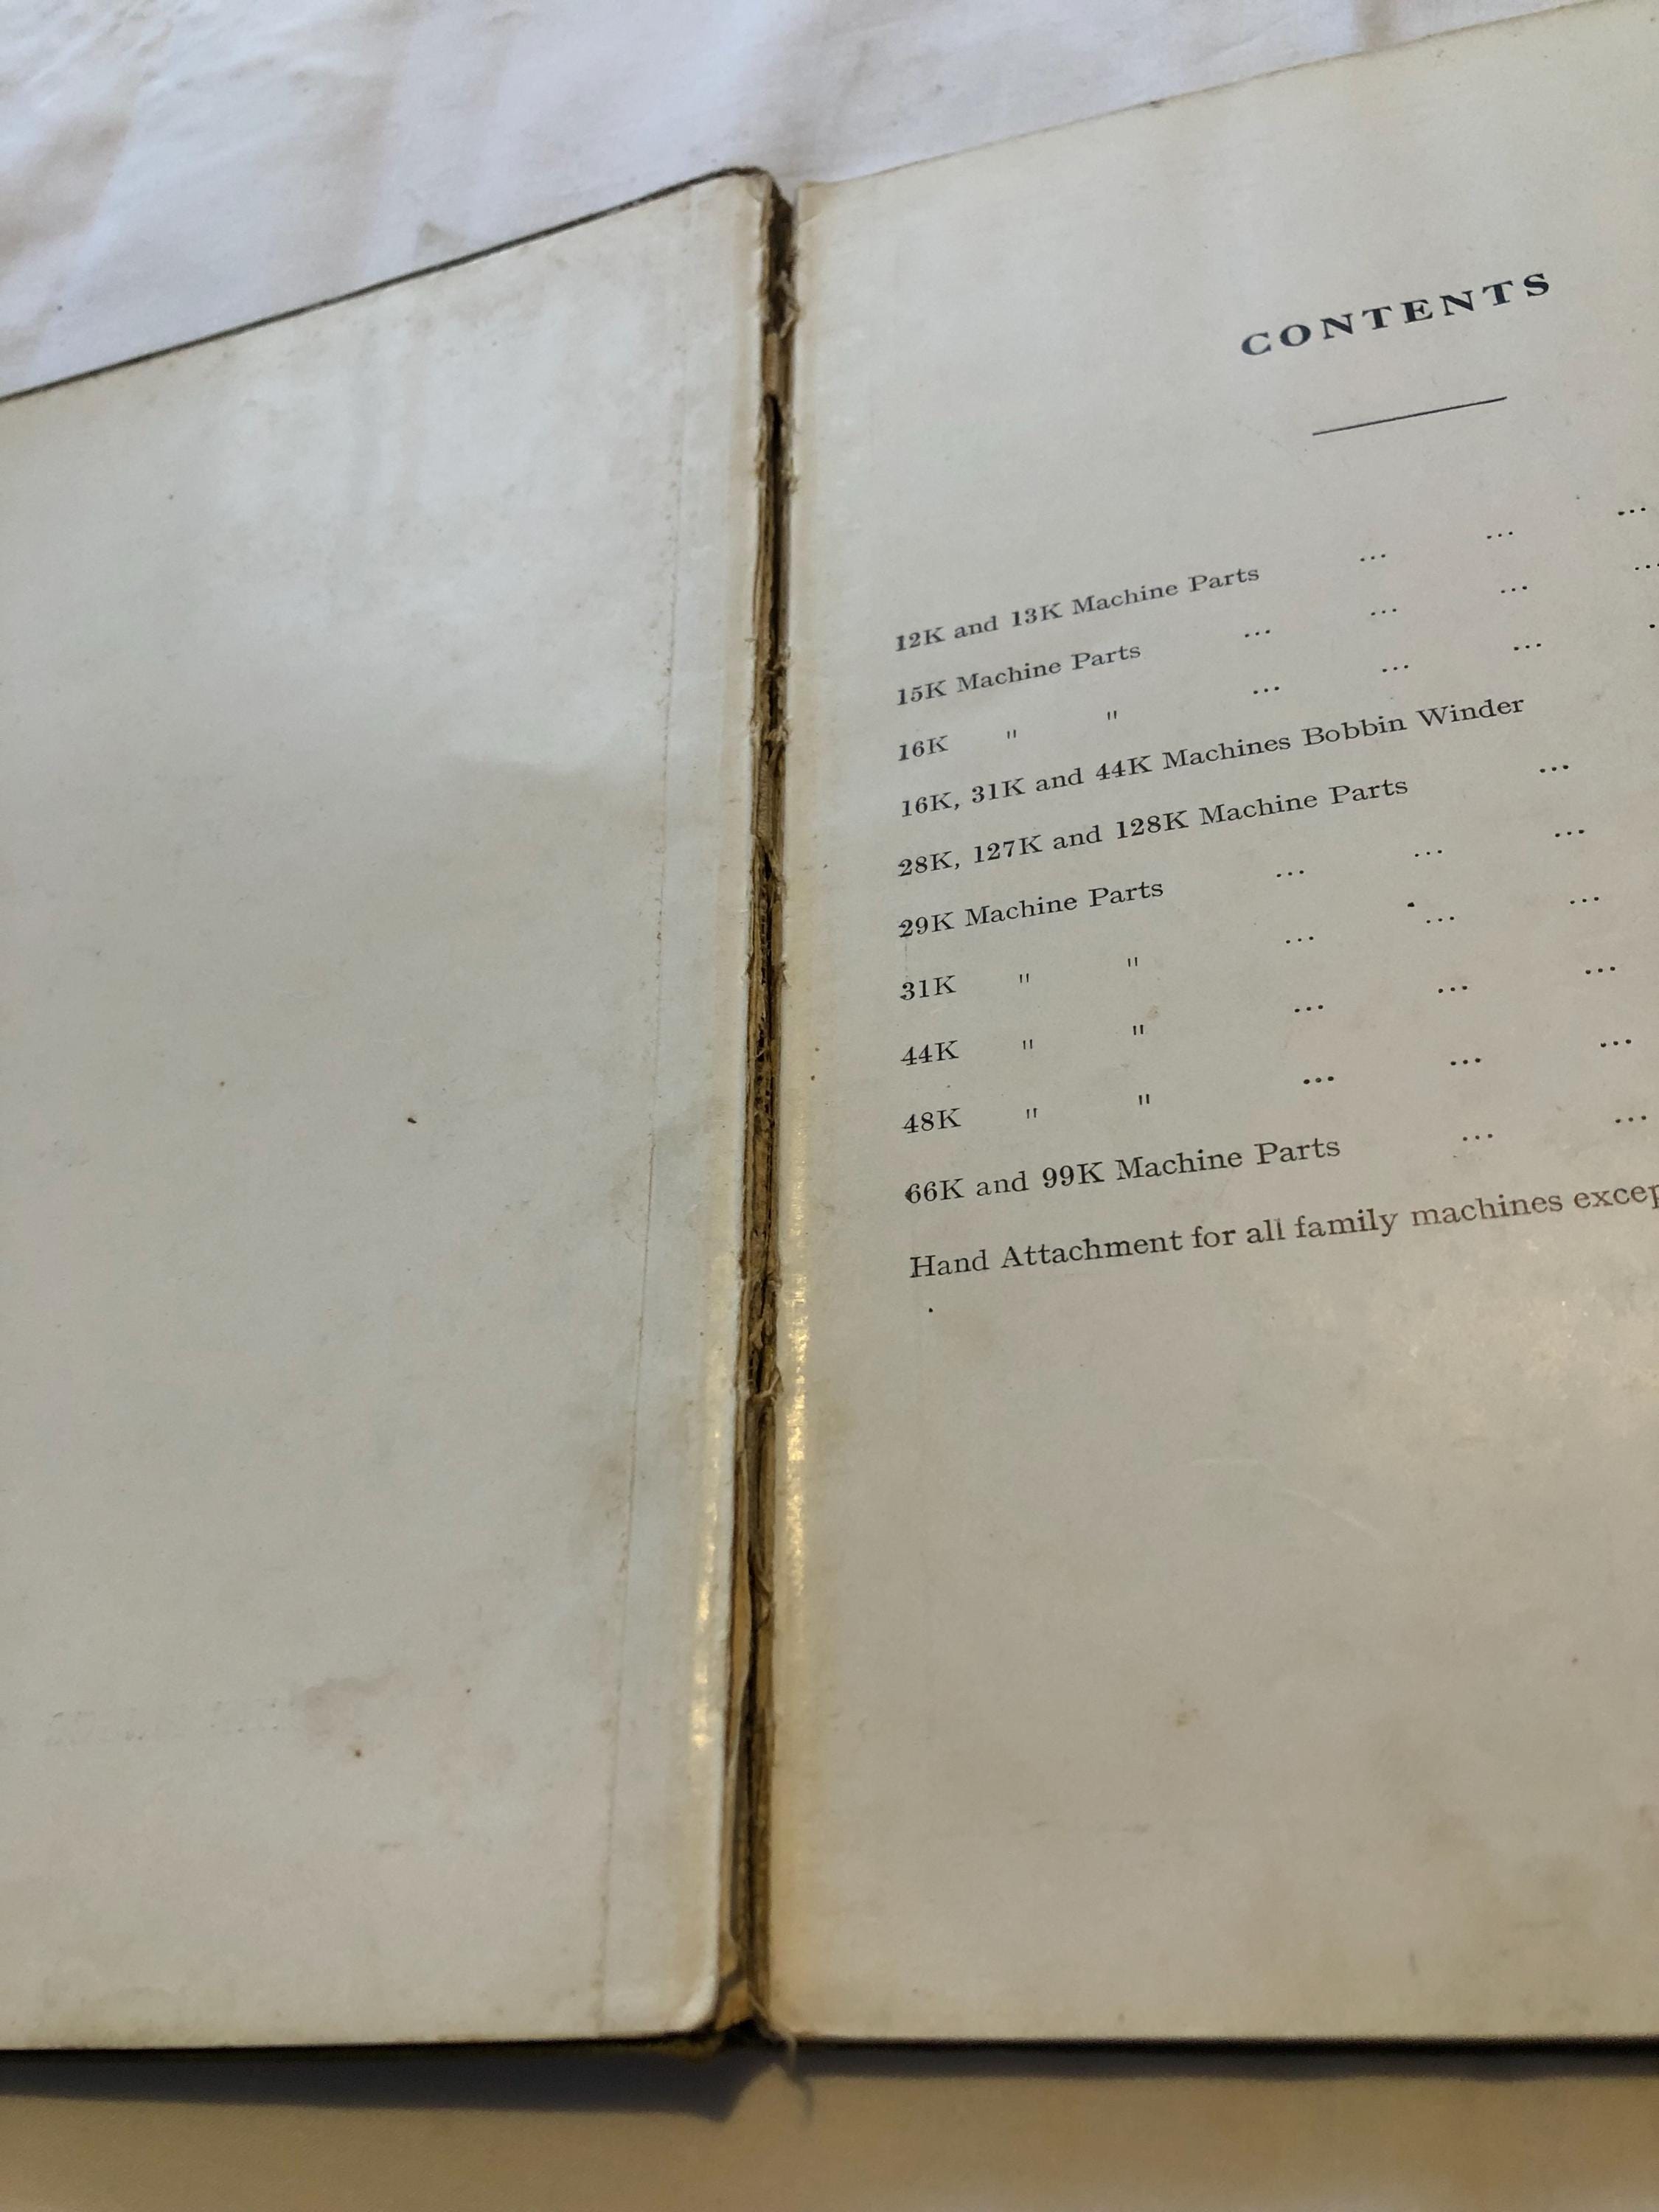 CONTENTS
12K and 13K Machine Parts ... ... ...
15K Machine Parts ... ... ... ...
16K " " ... ... ...
16K, 31K and 44K Machines Bobbin Winder
28K, 127K and 128K Machine Parts ...
29K Machine Parts ... ... ...
31K " " ... ... ...
44K " " ... ... ...
48K " " ... ... ...
66K and 99K Machine Parts ... ...
Hand Attachment for all family machines excep